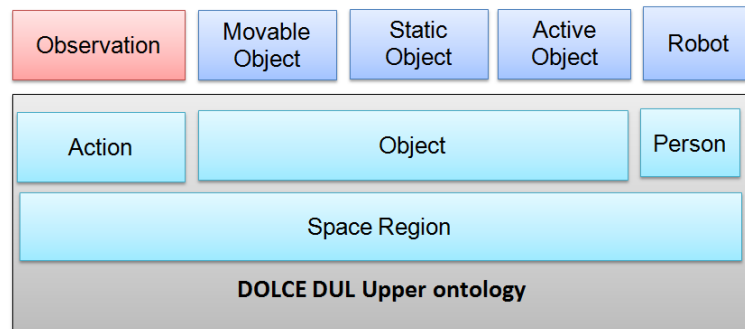 Observation
Movable
Object
Static
Object
Active
Object
Robot
Action
Object
Person
Space Region
DOLCE DUL Upper ontology